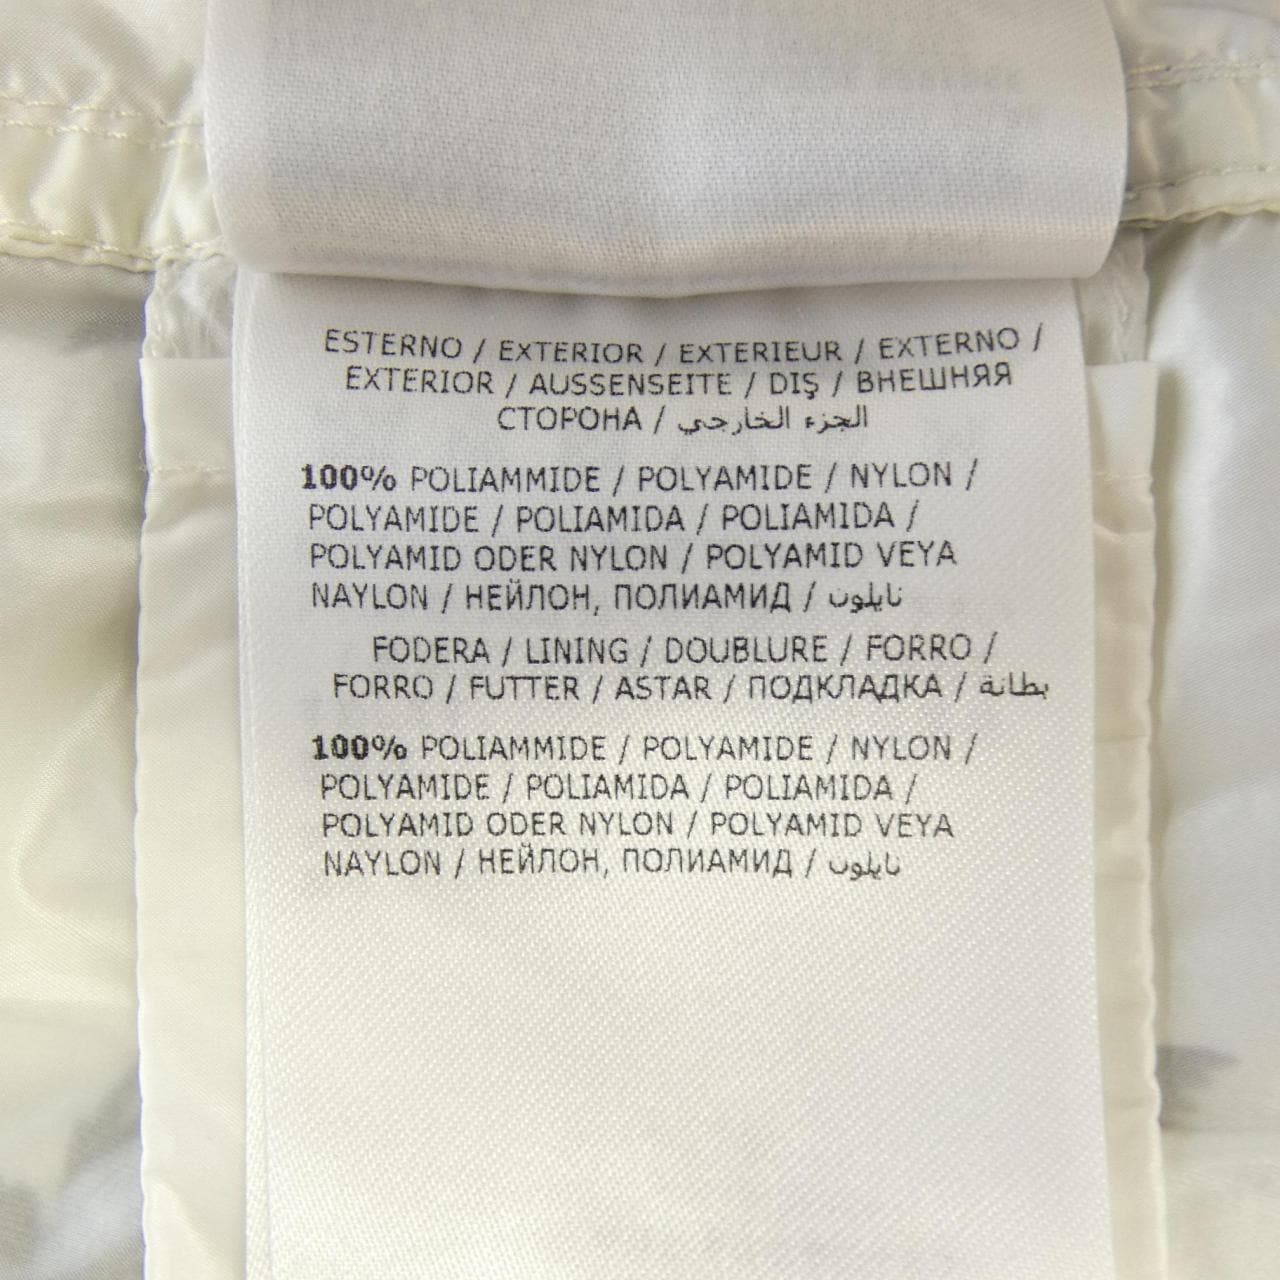 ESTERNO / EXTERIOR / EXTERIEUR / EXTERNO /
EXTERIOR / AUSSENSEITE / DIŞ / ВНЕШНЯЯ
СТОРОНА / الجزء الخارجي
100% POLIAMMIDE / POLYAMIDE / NYLON /
POLYAMIDE / POLIAMIDA / POLIAMIDA /
POLYAMID ODER NYLON / POLYAMID VEYA
NAYLON / НЕЙЛОН, ПОЛИАМИД / نايلون
FODERA / LINING / DOUBLURE / FORRO /
FORRO / FUTTER / ASTAR / ПОДКЛАДКА / بطانة
100% POLIAMMIDE / POLYAMIDE / NYLON /
POLYAMIDE / POLIAMIDA / POLIAMIDA /
POLYAMID ODER NYLON / POLYAMID VEYA
NAYLON / НЕЙЛОН, ПОЛИАМИД / نايلون